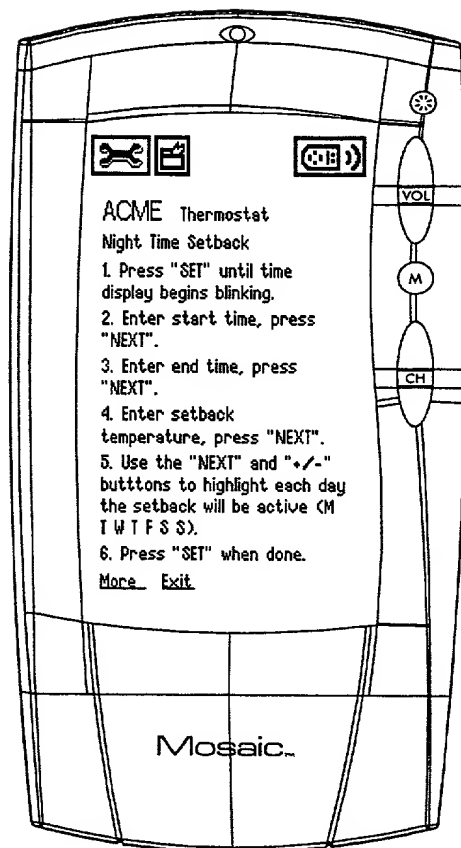 VOL
M
CH
ACME Thermostat
Night Time Setback
1. Press "SET" until time
display begins blinking.
2. Enter start time, press
"NEXT".
3. Enter end time, press
"NEXT".
4. Enter setback
temperature, press "NEXT".
5. Use the "NEXT" and "+/-"
butttons to highlight each day
the setback will be active (M
T W T F S S).
6. Press "SET" when done.
More Exit
Mosaic™